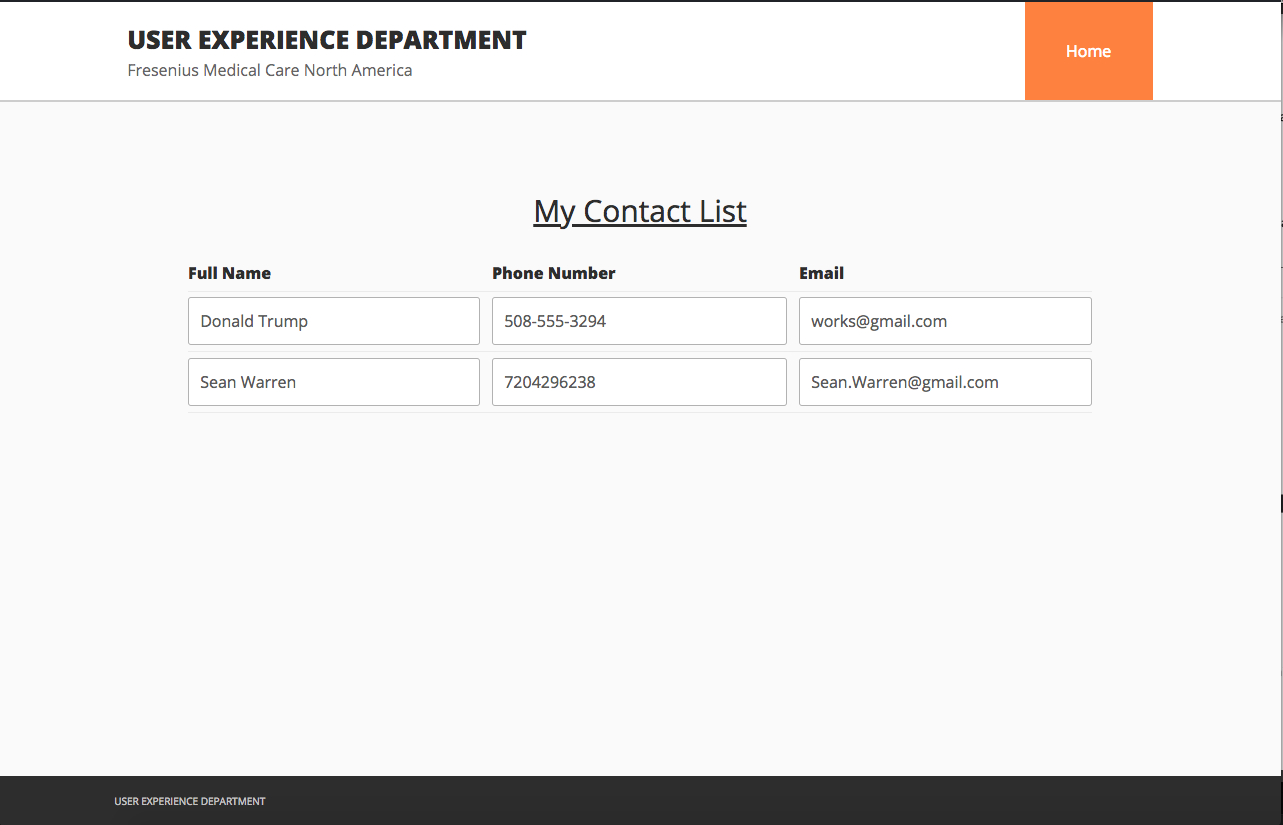 USER EXPERIENCE DEPARTMENT
Fresenius Medical Care North America
Home
My Contact List
Full Name Phone Number Email
Donald Trump 508-555-3294 works@gmail.com
Sean Warren 7204296238 Sean.Warren@gmail.com
USER EXPERIENCE DEPARTMENT